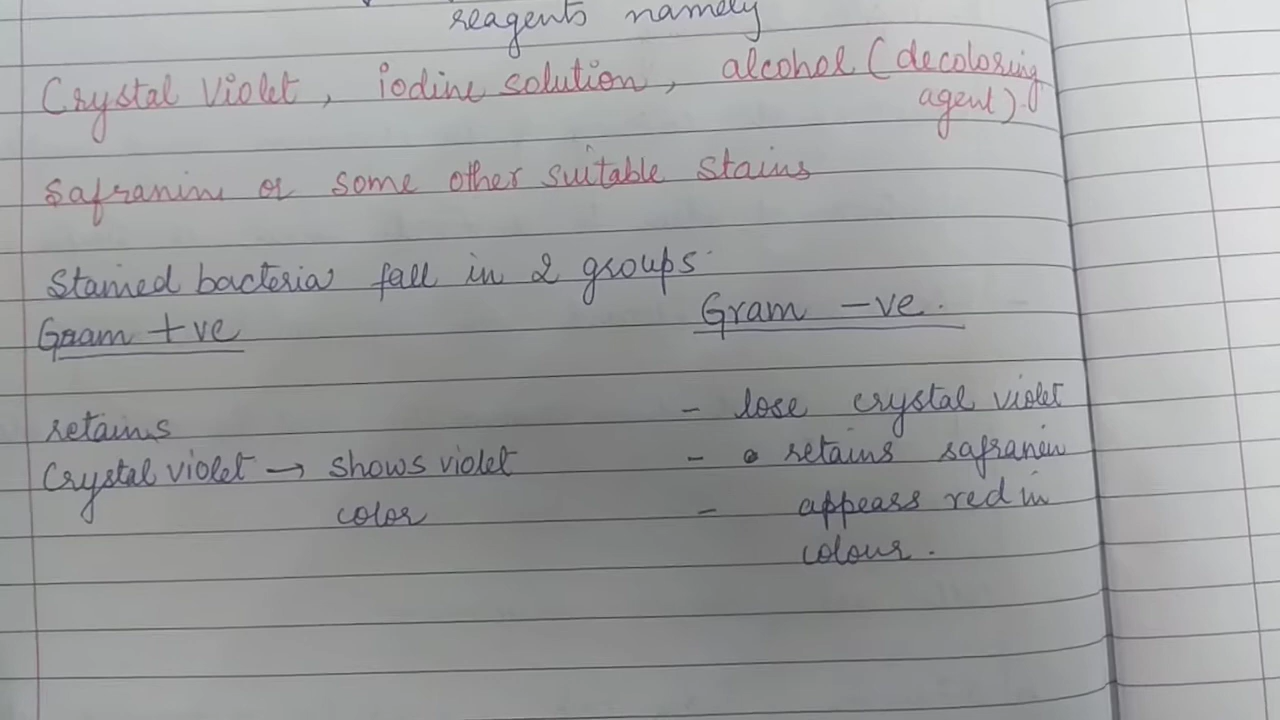 reagents namely
Crystal Violet, iodine solution, alcohol (decoloring
agent).
Safranin or some other suitable stains
Stained bacteria fall in 2 groups.
Gram +ve
Gram -ve.
retains
Crystal violet → shows violet
color
- lose crystal violet
- retains safranin
- appears red in
colour.